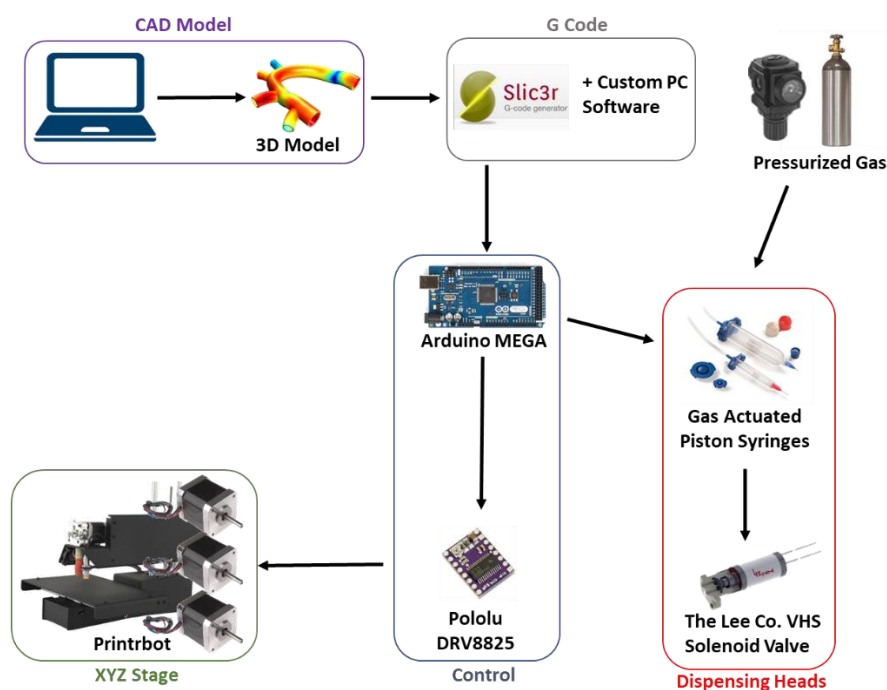 CAD Model
3D Model
G Code
Slic3r
G-code generator
+ Custom PC
Software
Pressurized Gas
Arduino MEGA
Pololu
DRV8825
Control
Gas Actuated
Piston Syringes
The Lee Co. VHS
Solenoid Valve
Dispensing Heads
Printrbot
XYZ Stage